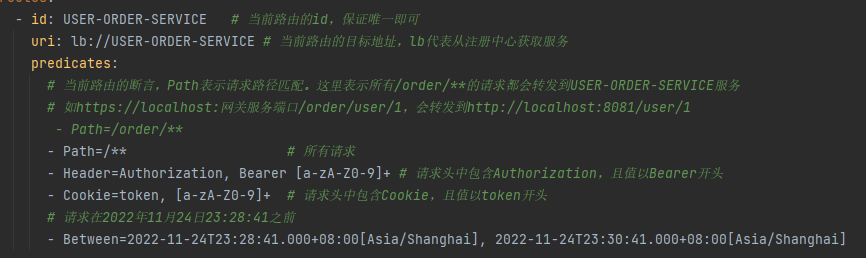 - id: USER-ORDER-SERVICE   # 当前路由的id，保证唯一即可
uri: lb://USER-ORDER-SERVICE # 当前路由的目标地址，lb代表从注册中心获取服务
predicates:
# 当前路由的断言，Path表示请求路径匹配。这里表示所有/order/**的请求都会转发到USER-ORDER-SERVICE服务
# 如https://localhost:网关服务端口/order/user/1，会转发到http://localhost:8081/user/1
- Path=/order/**
- Path=/**                    # 所有请求
- Header=Authorization, Bearer [a-zA-Z0-9]+ # 请求头中包含Authorization，且值以Bearer开头
- Cookie=token, [a-zA-Z0-9]+  # 请求头中包含Cookie，且值以token开头
# 请求在2022年11月24日23:28:41之前
- Between=2022-11-24T23:28:41.000+08:00[Asia/Shanghai], 2022-11-24T23:30:41.000+08:00[Asia/Shanghai]